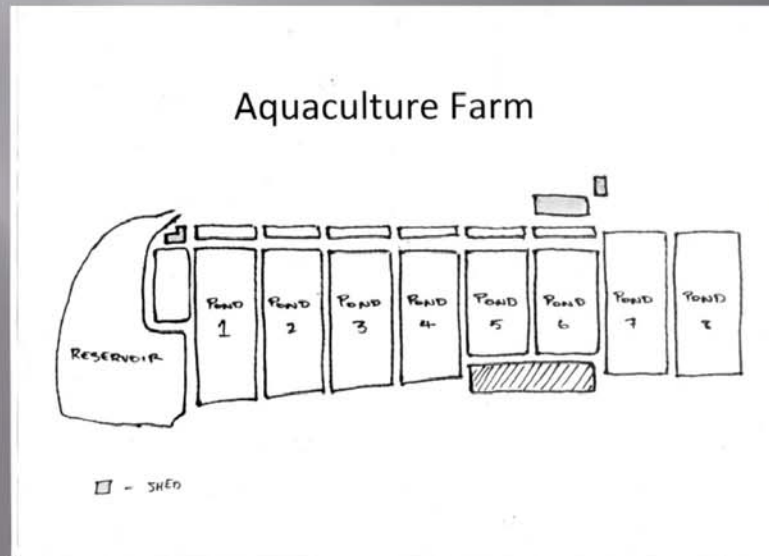 Aquaculture Farm
POND
1
POND
2
POND
3
POND
4
POND
5
POND
6
POND
7
POND
8
RESERVOIR
- SHED